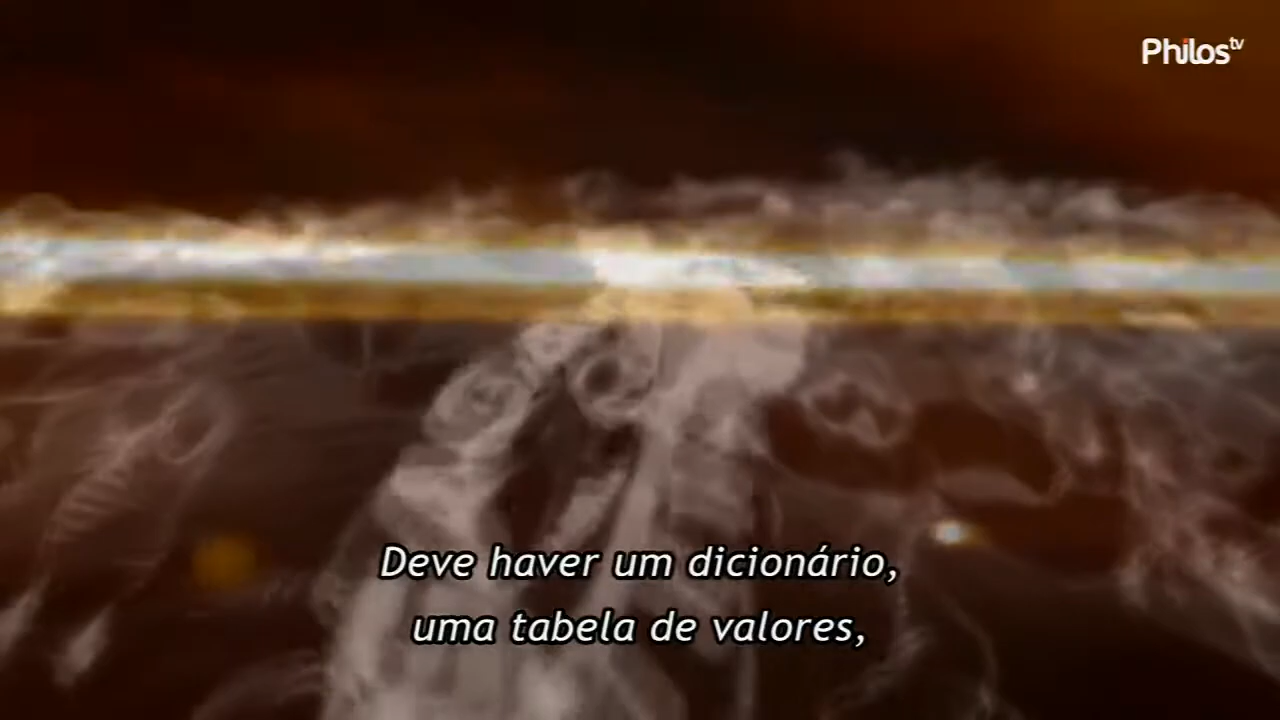 Philos tv
Deve haver um dicionário,
uma tabela de valores,